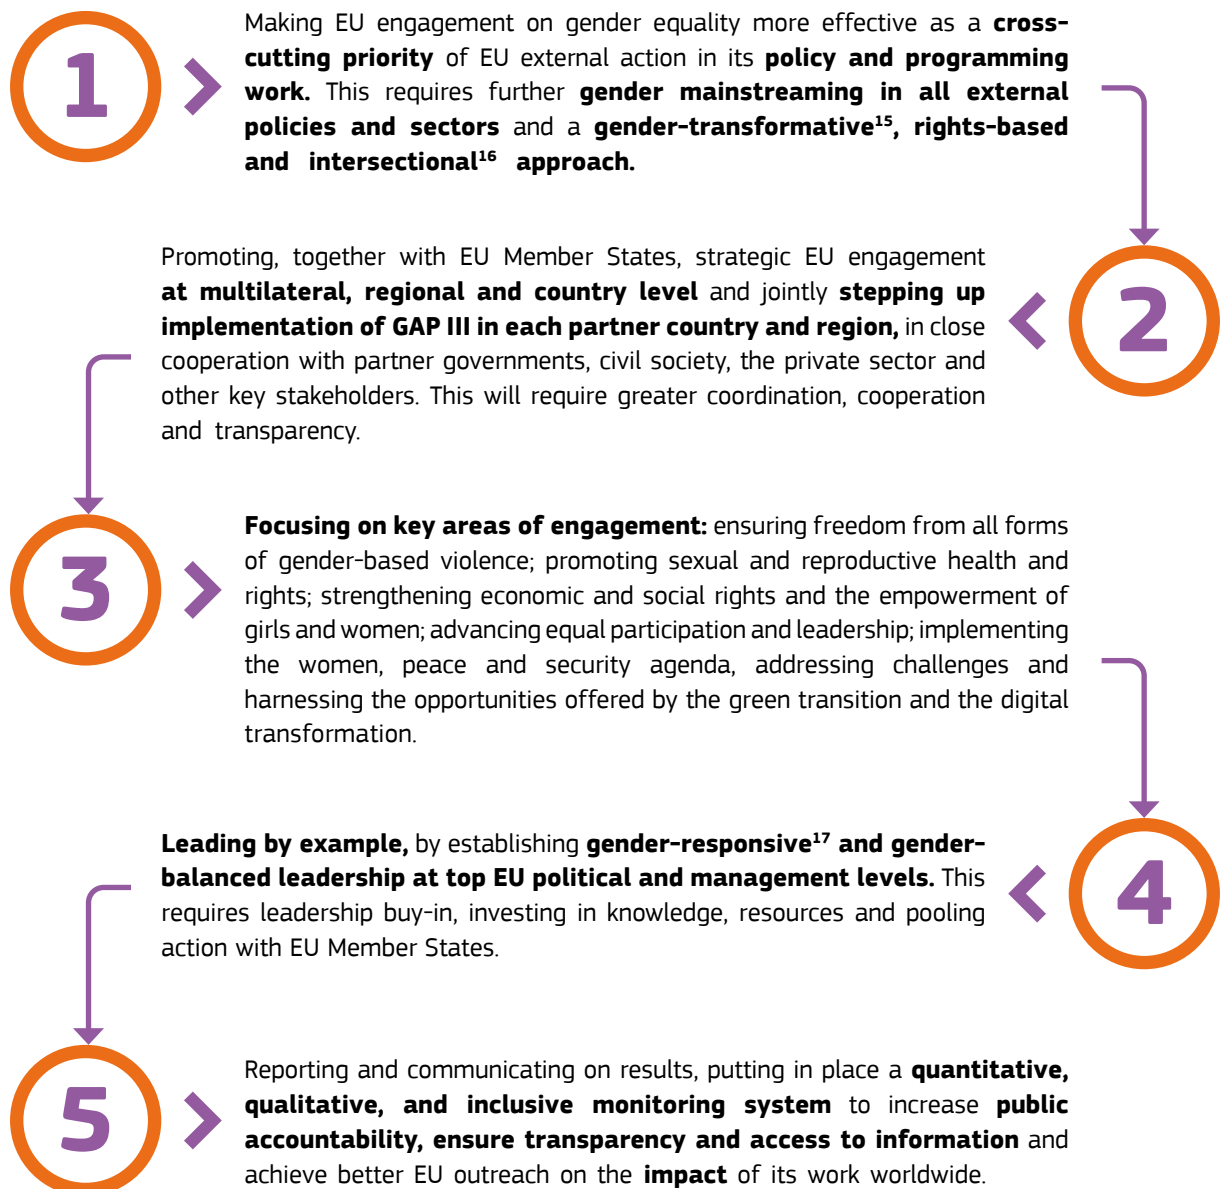 1
Making EU engagement on gender equality more effective as a cross-
cutting priority of EU external action in its policy and programming
work. This requires further gender mainstreaming in all external
policies and sectors and a gender-transformative¹⁵, rights-based
and intersectional¹⁶ approach.
2
Promoting, together with EU Member States, strategic EU engagement
at multilateral, regional and country level and jointly stepping up
implementation of GAP III in each partner country and region, in close
cooperation with partner governments, civil society, the private sector and
other key stakeholders. This will require greater coordination, cooperation
and transparency.
3
Focusing on key areas of engagement: ensuring freedom from all forms
of gender-based violence; promoting sexual and reproductive health and
rights; strengthening economic and social rights and the empowerment of
girls and women; advancing equal participation and leadership; implementing
the women, peace and security agenda, addressing challenges and
harnessing the opportunities offered by the green transition and the digital
transformation.
4
Leading by example, by establishing gender-responsive¹⁷ and gender-
balanced leadership at top EU political and management levels. This
requires leadership buy-in, investing in knowledge, resources and pooling
action with EU Member States.
5
Reporting and communicating on results, putting in place a quantitative,
qualitative, and inclusive monitoring system to increase public
accountability, ensure transparency and access to information and
achieve better EU outreach on the impact of its work worldwide.